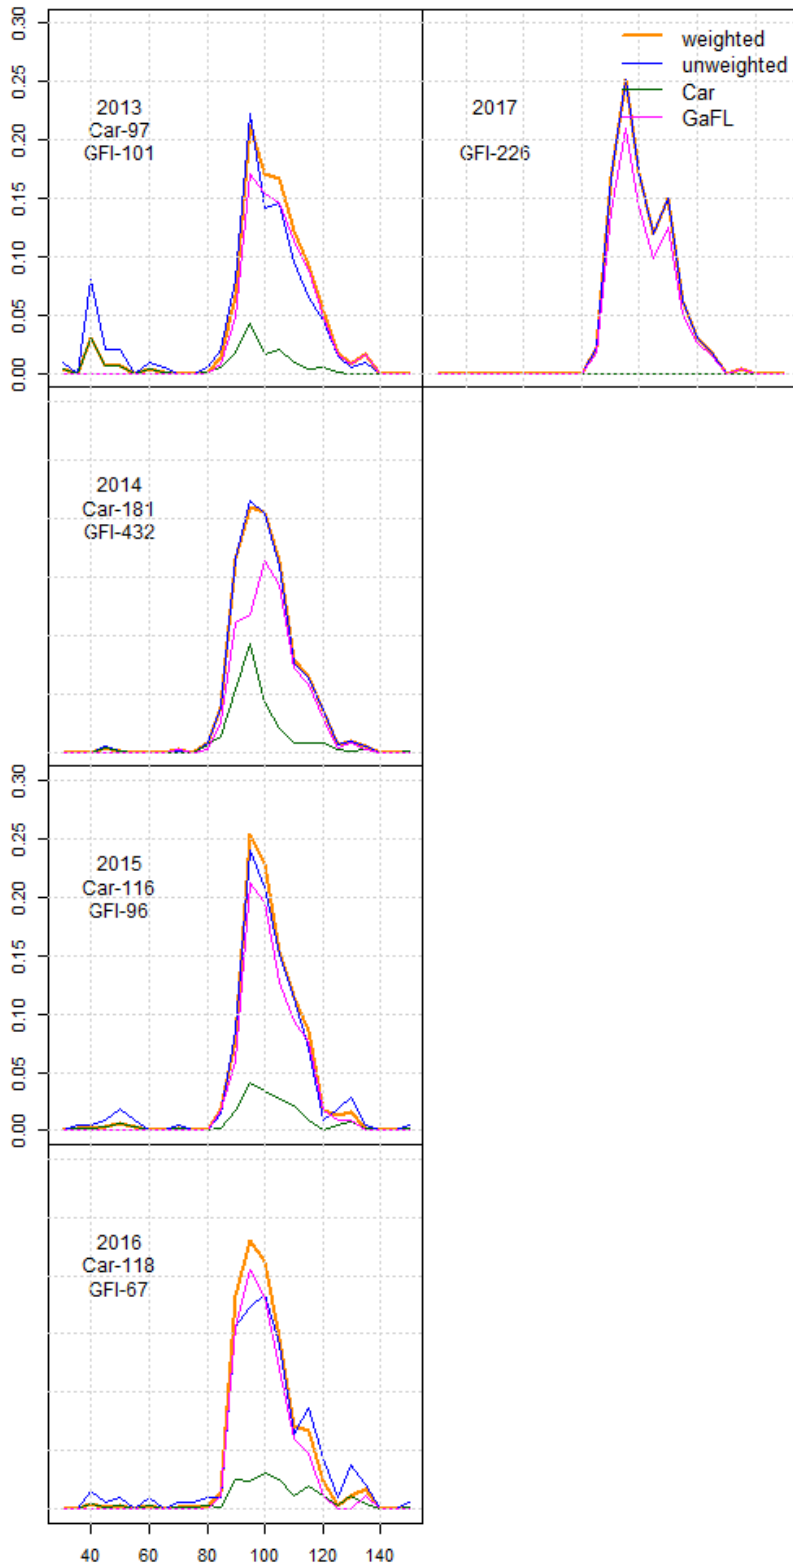 0.30
0.25
0.20
0.15
0.10
0.05
0.00
2013
Car-97
GFI-101
2017
GFI-226
weighted
unweighted
Car
GaFL
2014
Car-181
GFI-432
0.30
0.25
0.20
0.15
0.10
0.05
0.00
2015
Car-116
GFI-96
2016
Car-118
GFI-67
40 60 80 100 120 140